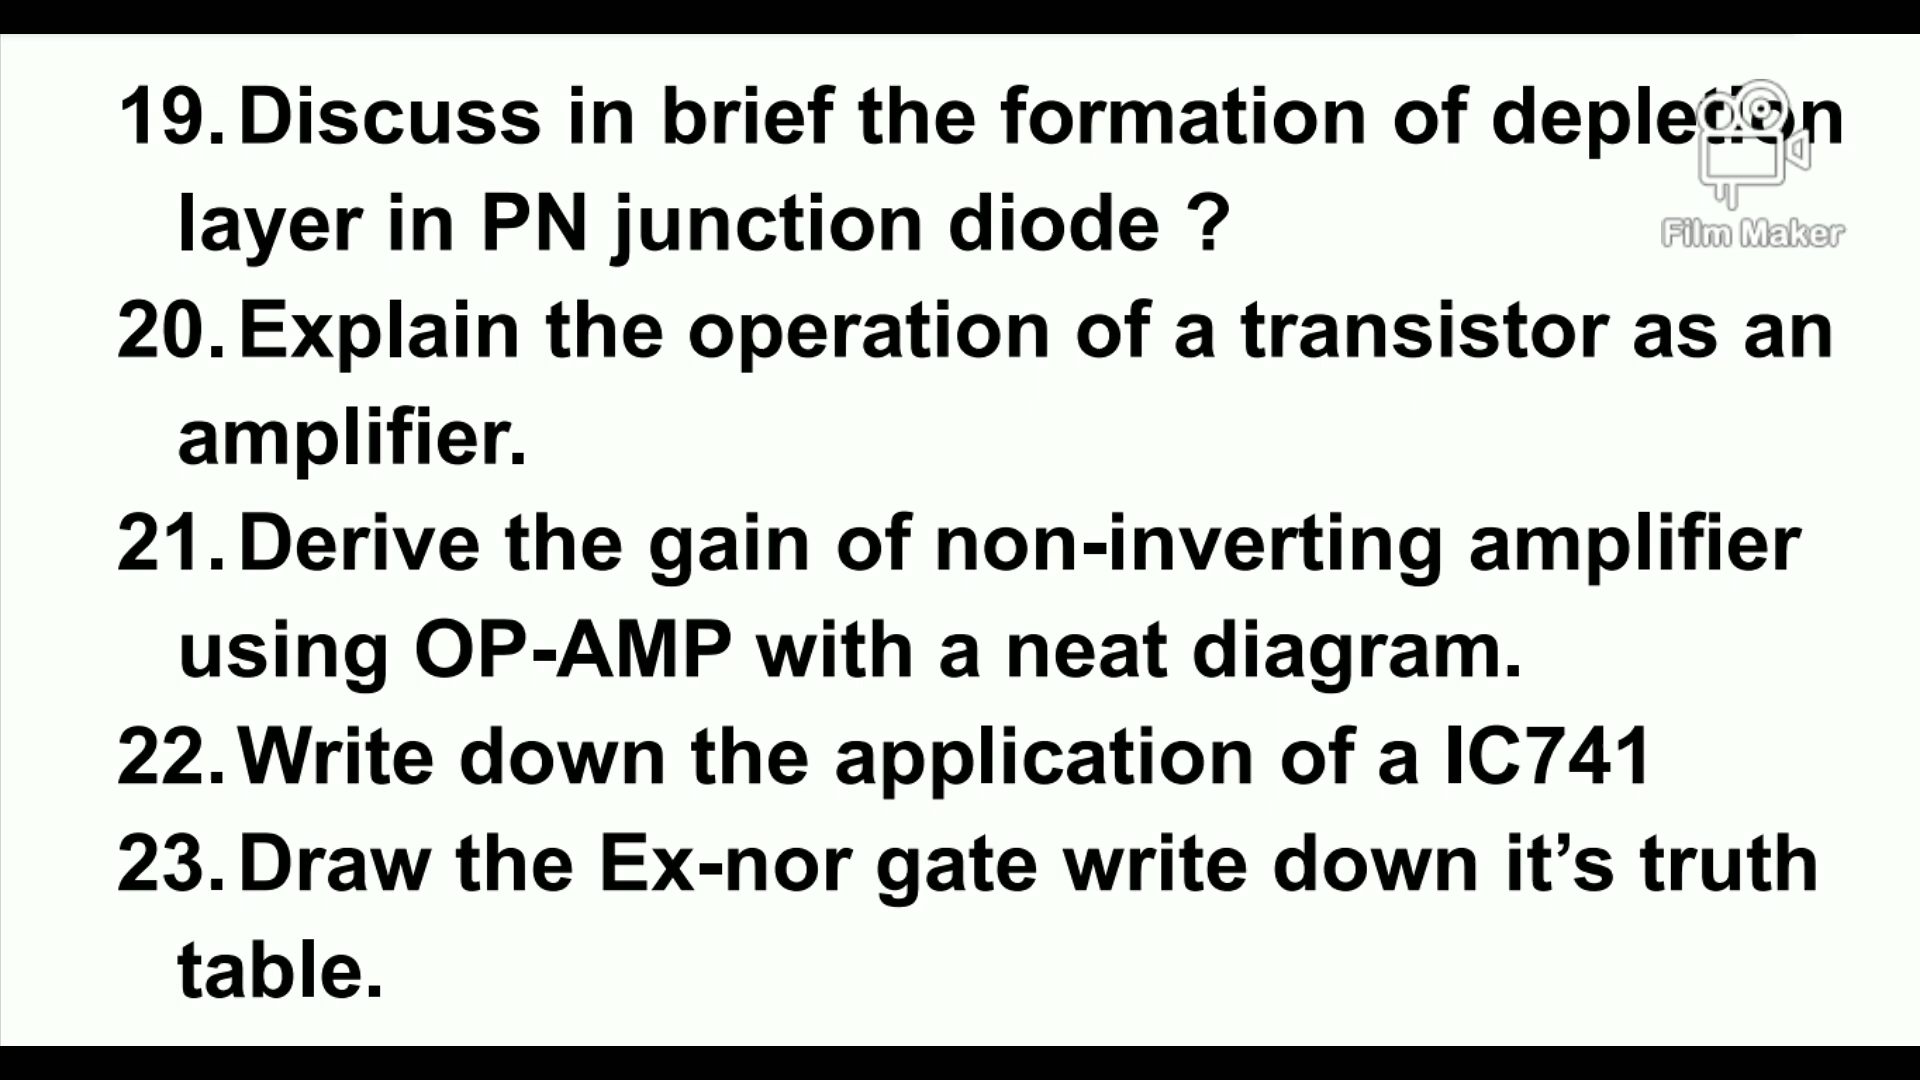 19. Discuss in brief the formation of depletion
layer in PN junction diode ?
Film Maker
20. Explain the operation of a transistor as an
amplifier.
21. Derive the gain of non-inverting amplifier
using OP-AMP with a neat diagram.
22. Write down the application of a IC741
23. Draw the Ex-nor gate write down it’s truth
table.